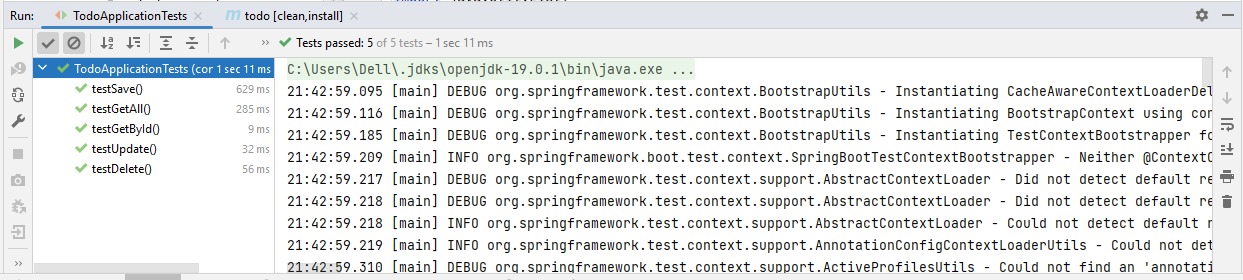 Run: TodoApplicationTests × todo [clean,install] ×
Tests passed: 5 of 5 tests – 1 sec 11 ms
TodoApplicationTests (cor 1 sec 11 ms
testSave() 629 ms
testGetAll() 285 ms
testGetById() 9 ms
testUpdate() 32 ms
testDelete() 56 ms
C:\Users\Dell\.jdks\openjdk-19.0.1\bin\java.exe ...
21:42:59.095 [main] DEBUG org.springframework.test.context.BootstrapUtils - Instantiating CacheAwareContextLoaderDel
21:42:59.116 [main] DEBUG org.springframework.test.context.BootstrapUtils - Instantiating BootstrapContext using con
21:42:59.185 [main] DEBUG org.springframework.test.context.BootstrapUtils - Instantiating TestContextBootstrapper fo
21:42:59.209 [main] INFO org.springframework.boot.test.context.SpringBootTestContextBootstrapper - Neither @ContextC
21:42:59.217 [main] DEBUG org.springframework.test.context.support.AbstractContextLoader - Did not detect default re
21:42:59.218 [main] DEBUG org.springframework.test.context.support.AbstractContextLoader - Did not detect default re
21:42:59.218 [main] INFO org.springframework.test.context.support.AbstractContextLoader - Could not detect default r
21:42:59.219 [main] INFO org.springframework.test.context.support.AnnotationConfigContextLoaderUtils - Could not det
21:42:59.310 [main] DEBUG org.springframework.test.context.support.ActiveProfilesUtils - Could not find an 'annotati